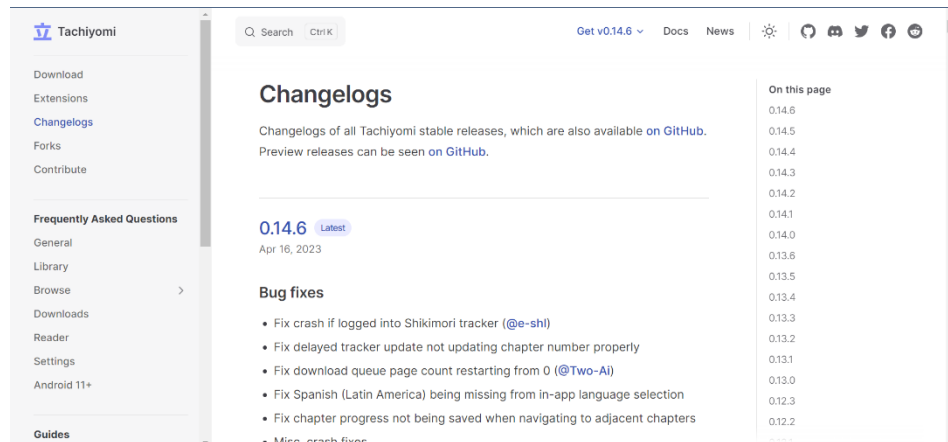 Tachiyomi
Search Ctrl K
Get v0.14.6 Docs News
Download
Extensions
Changelogs
Forks
Contribute
Frequently Asked Questions
General
Library
Browse
Downloads
Reader
Settings
Android 11+
Guides
Changelogs
Changelogs of all Tachiyomi stable releases, which are also available on GitHub.
Preview releases can be seen on GitHub.
0.14.6 Latest
Apr 16, 2023
Bug fixes
• Fix crash if logged into Shikimori tracker (@e-shl)
• Fix delayed tracker update not updating chapter number properly
• Fix download queue page count restarting from 0 (@Two-Ai)
• Fix Spanish (Latin America) being missing from in-app language selection
• Fix chapter progress not being saved when navigating to adjacent chapters
• Misc. crash fixes
On this page
0.14.6
0.14.5
0.14.4
0.14.3
0.14.2
0.14.1
0.14.0
0.13.6
0.13.5
0.13.4
0.13.3
0.13.2
0.13.1
0.13.0
0.12.3
0.12.2